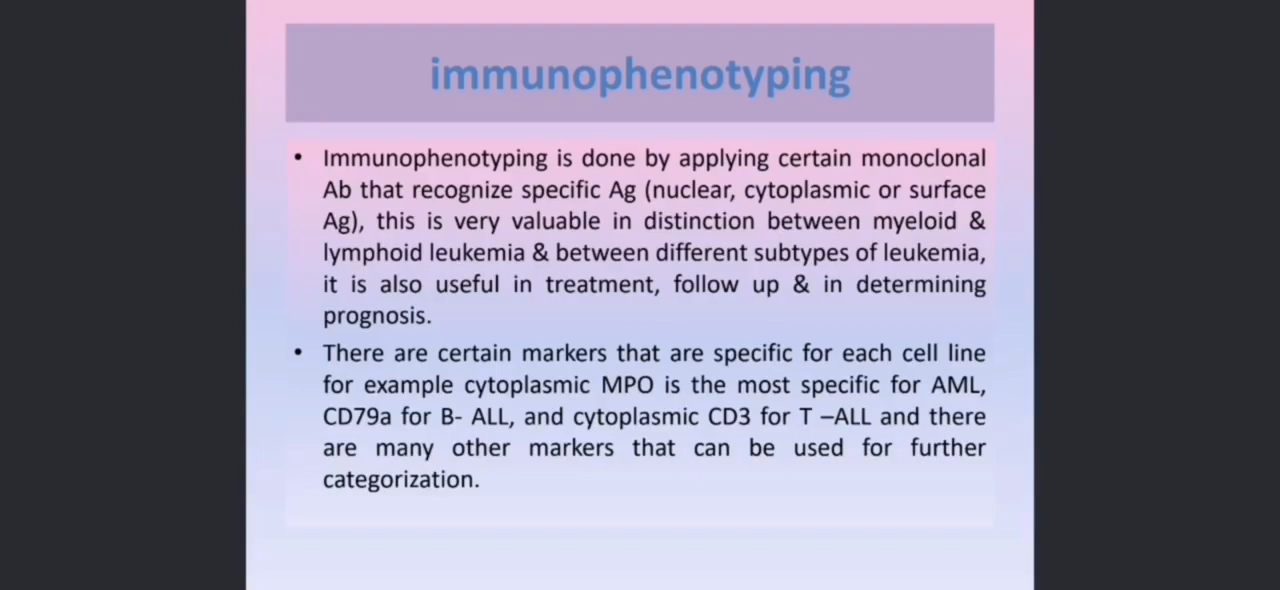 immunophenotyping
• Immunophenotyping is done by applying certain monoclonal
Ab that recognize specific Ag (nuclear, cytoplasmic or surface
Ag), this is very valuable in distinction between myeloid &
lymphoid leukemia & between different subtypes of leukemia,
it is also useful in treatment, follow up & in determining
prognosis.
• There are certain markers that are specific for each cell line
for example cytoplasmic MPO is the most specific for AML,
CD79a for B- ALL, and cytoplasmic CD3 for T –ALL and there
are many other markers that can be used for further
categorization.